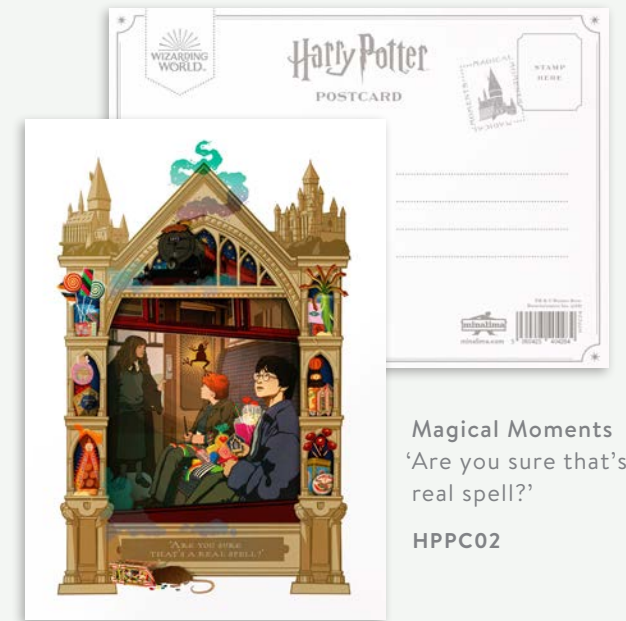 WIZARDING
WORLD
Harry Potter
POSTCARD
STAMP
HERE
MAGICAL
MOMENTS
minalima
minalima.com
"ARE YOU SURE
THAT'S A REAL SPELL?"
Magical Moments
‘Are you sure that's
real spell?’
HPPC02